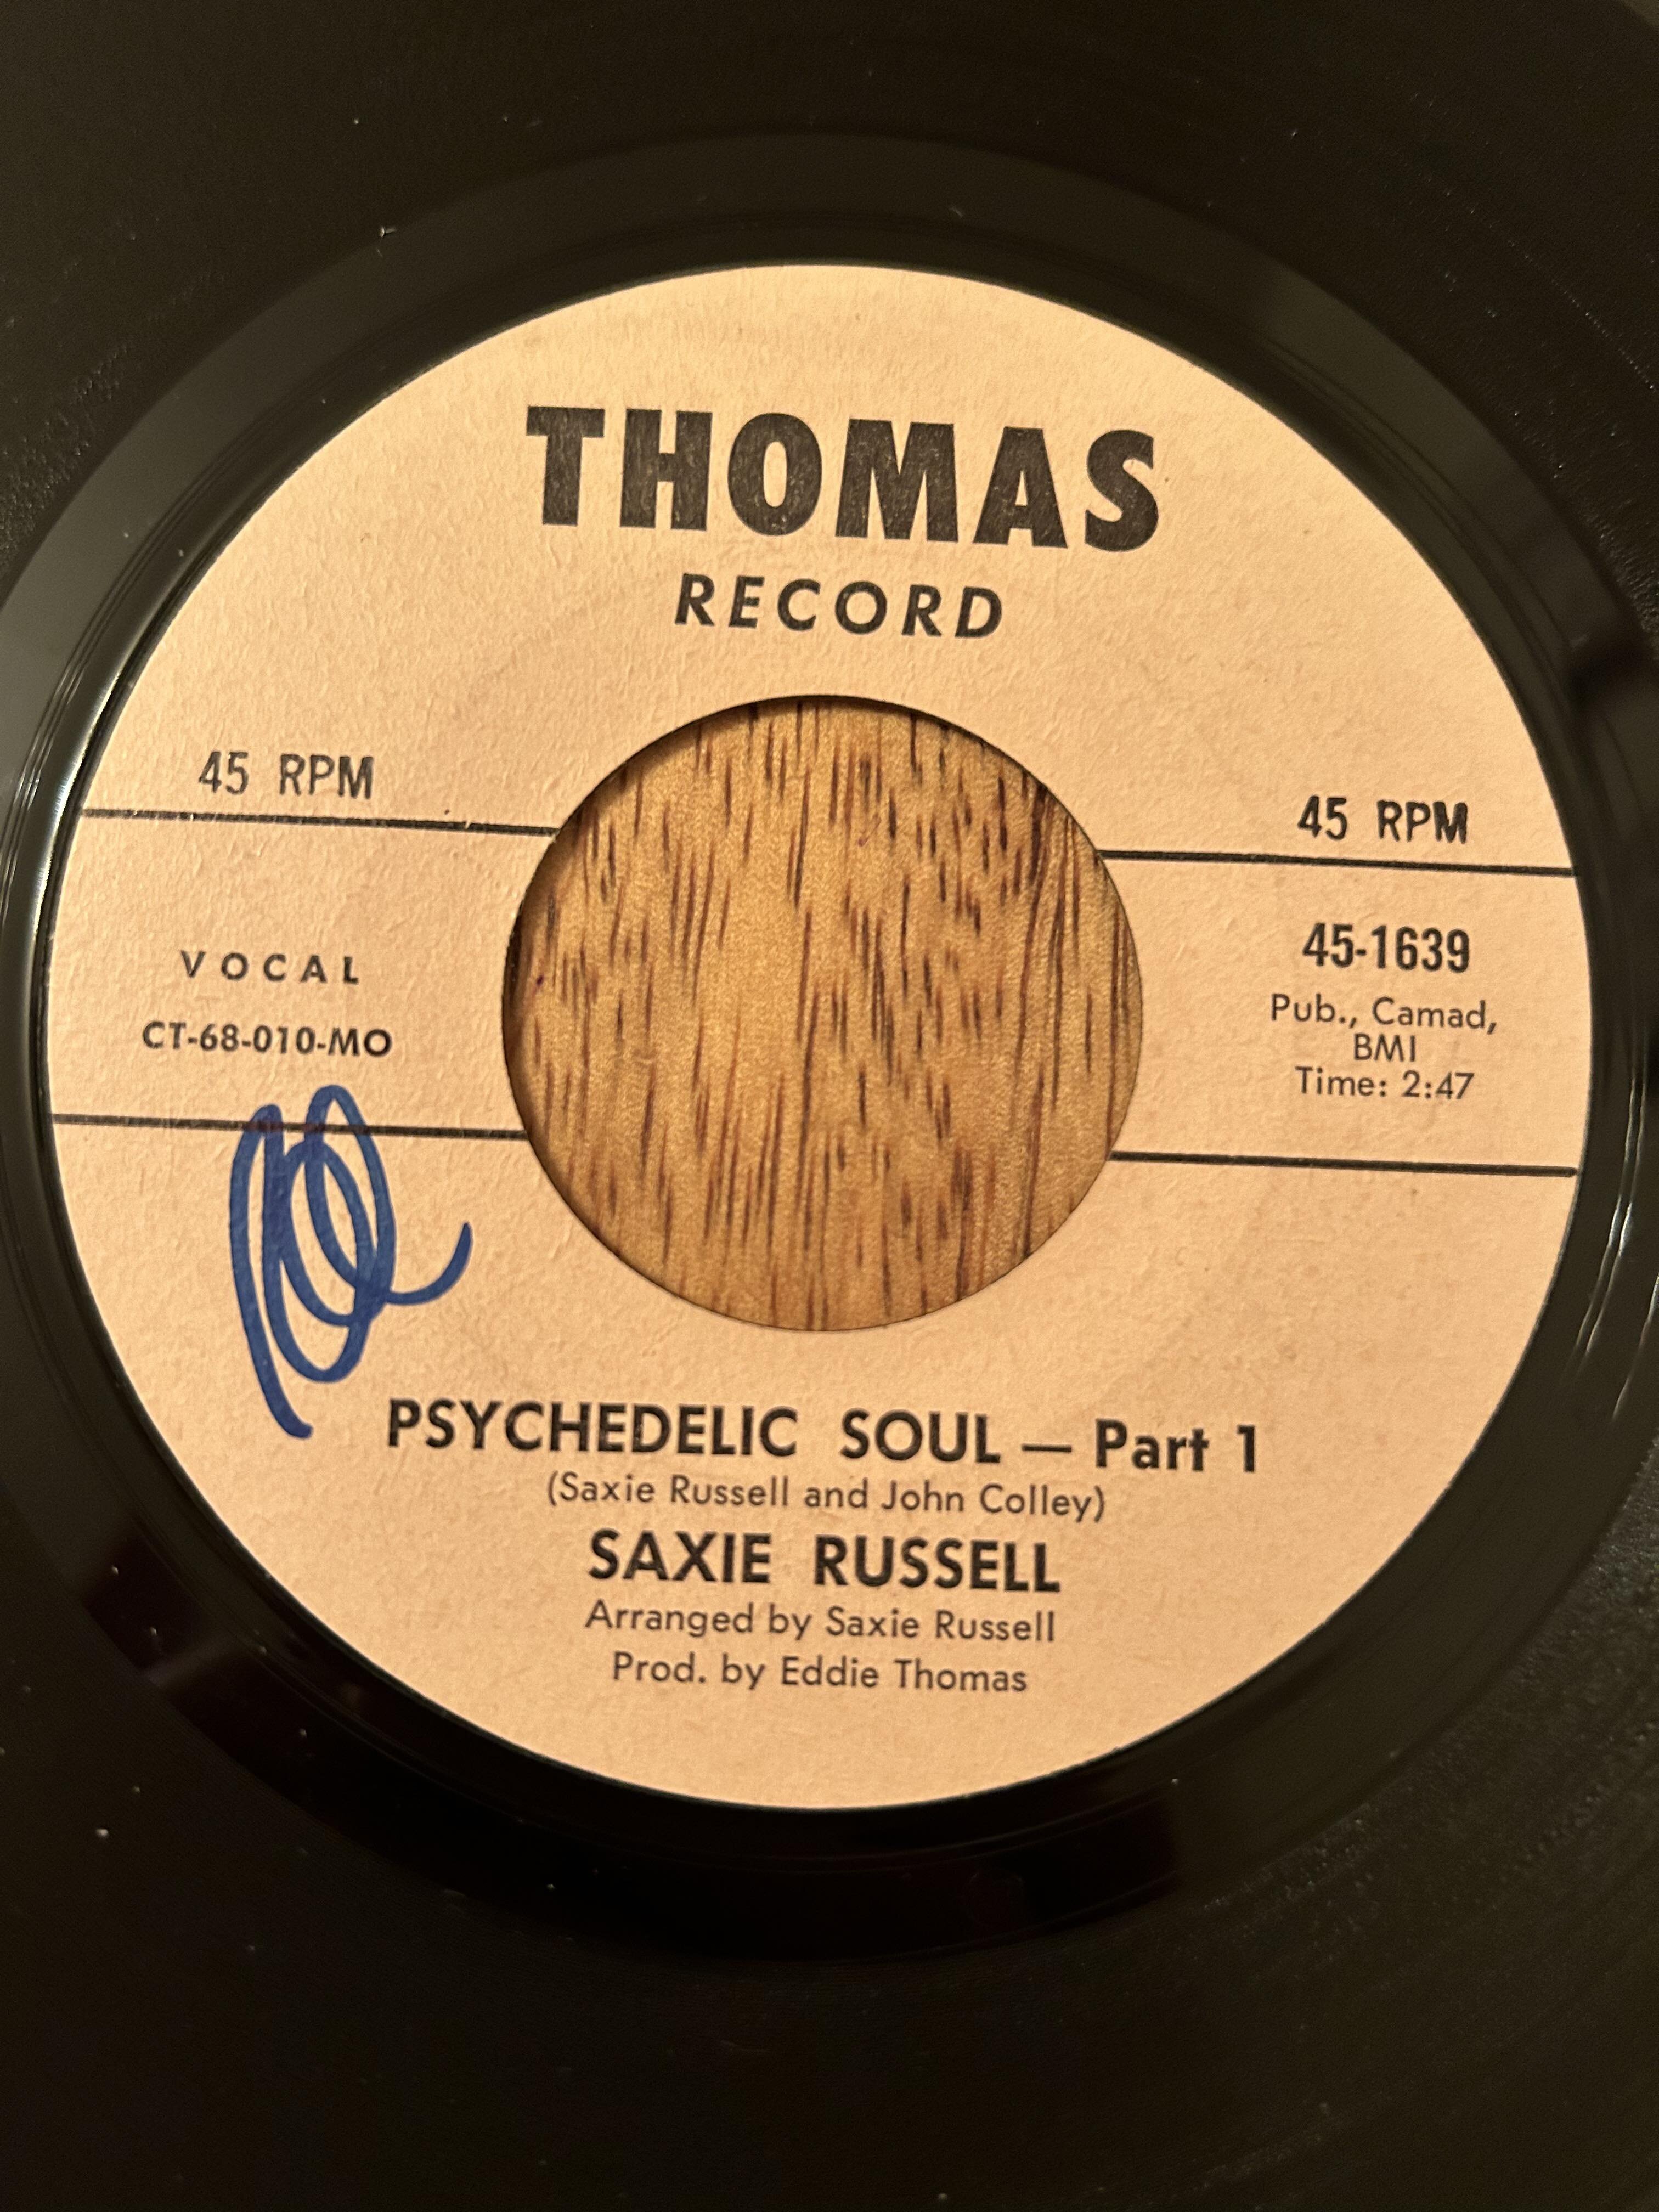 THOMAS
RECORD
45 RPM
45 RPM
VOCAL
CT-68-010-MO
45-1639
Pub., Camad,
BMI
Time: 2:47
PSYCHEDELIC SOUL — Part 1
(Saxie Russell and John Colley)
SAXIE RUSSELL
Arranged by Saxie Russell
Prod. by Eddie Thomas